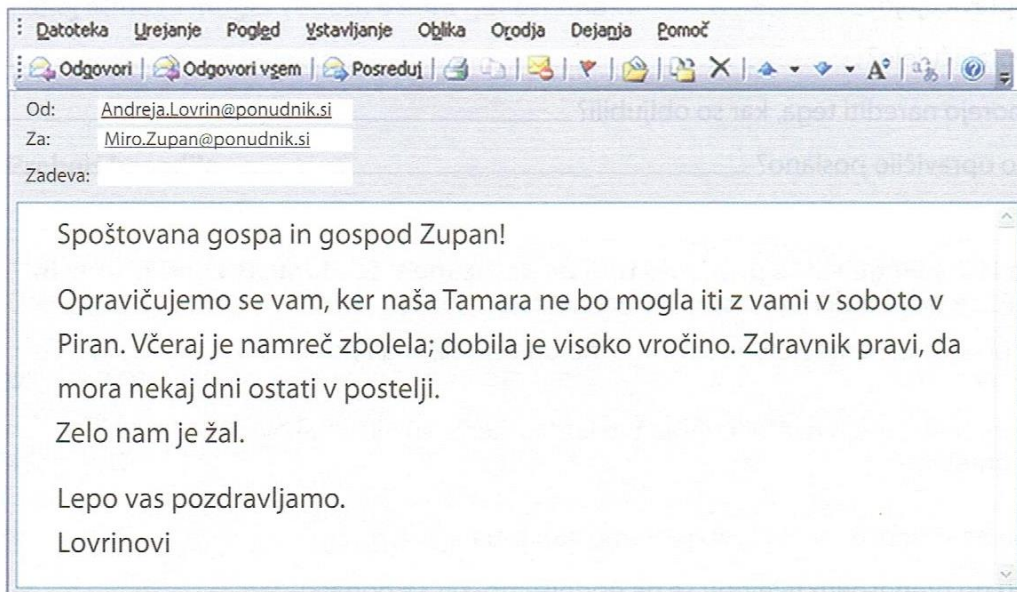 Datoteka Urejanje Pogled Vstavljanje Oblika Orodja Dejanja Pomoč
Odgovori Odgovori vsem Posreduj
Od: Andreja.Lovrin@ponudnik.si
Za: Miro.Zupan@ponudnik.si
Zadeva:
Spoštovana gospa in gospod Zupan!
Opravičujemo se vam, ker naša Tamara ne bo mogla iti z vami v soboto v
Piran. Včeraj je namreč zbolela; dobila je visoko vročino. Zdravnik pravi, da
mora nekaj dni ostati v postelji.
Zelo nam je žal.
Lepo vas pozdravljamo.
Lovrinovi